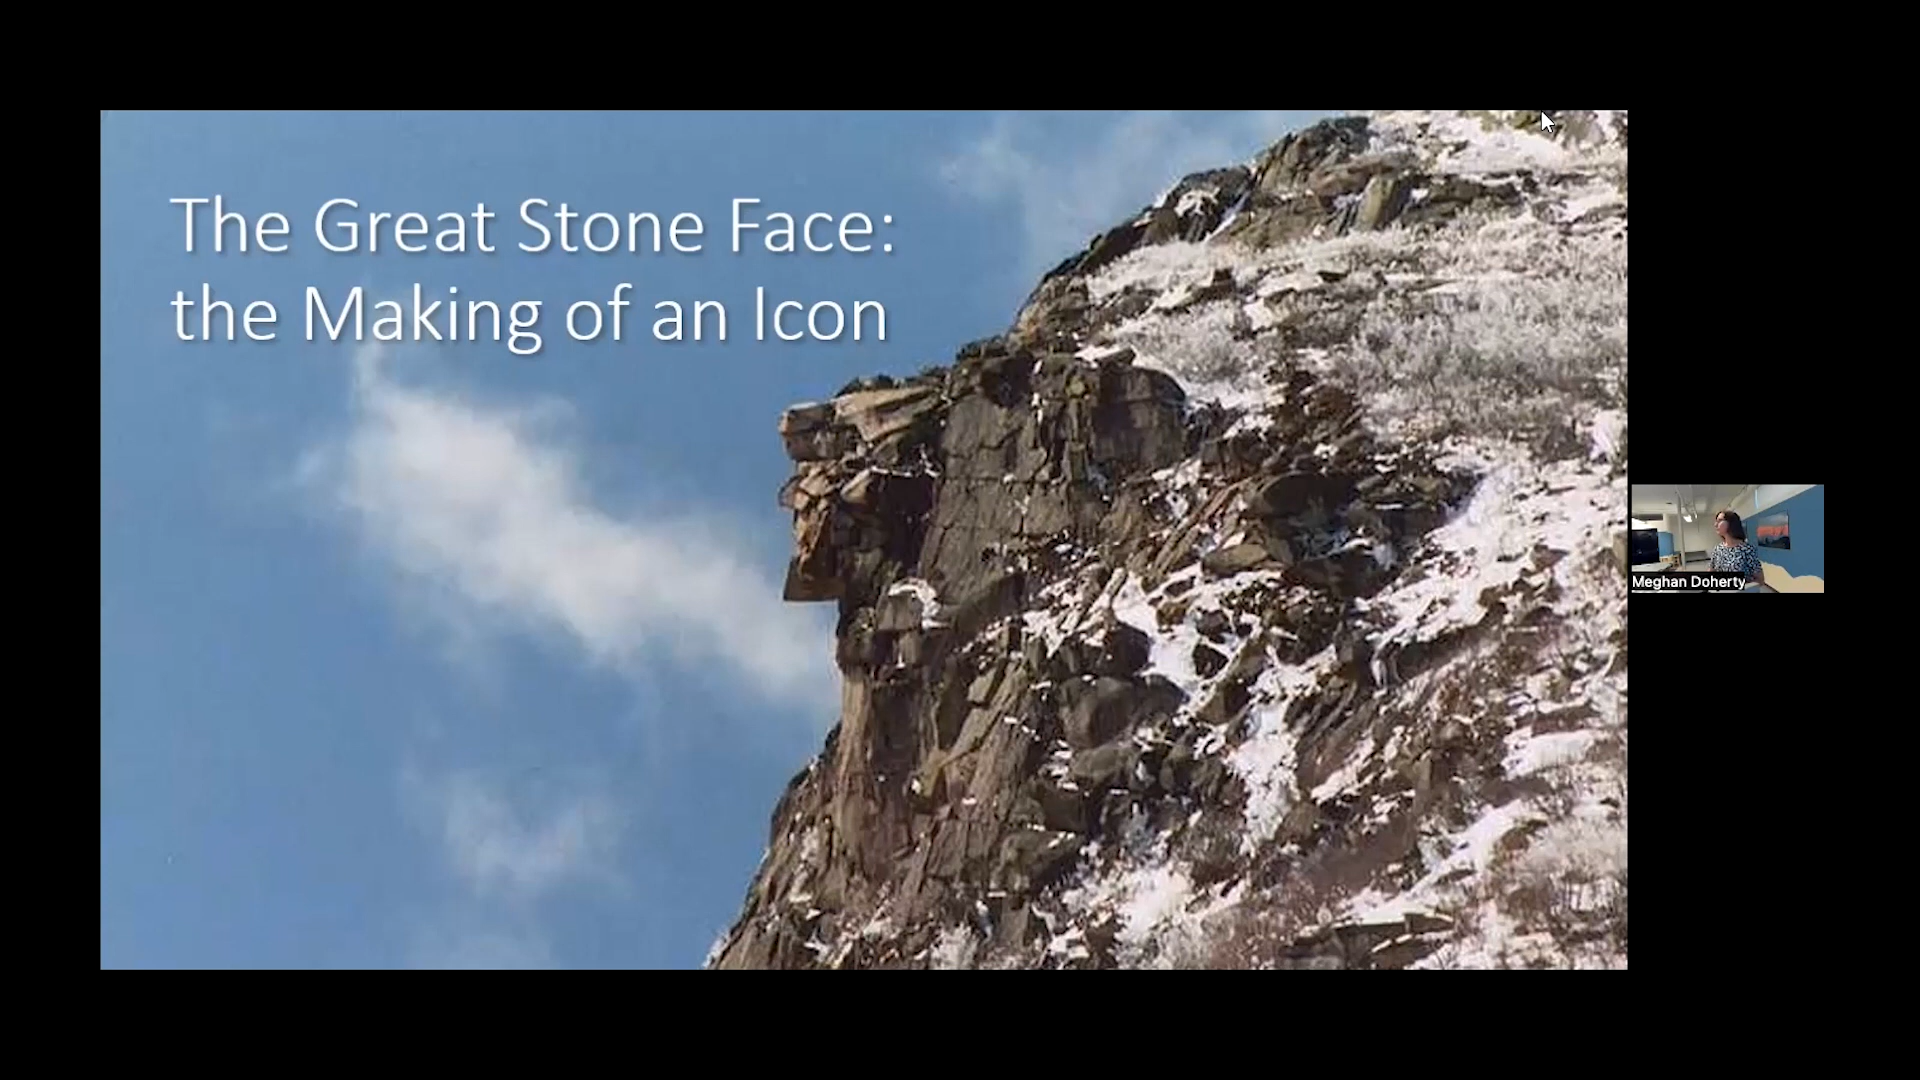 The Great Stone Face:
the Making of an Icon
Meghan Doherty